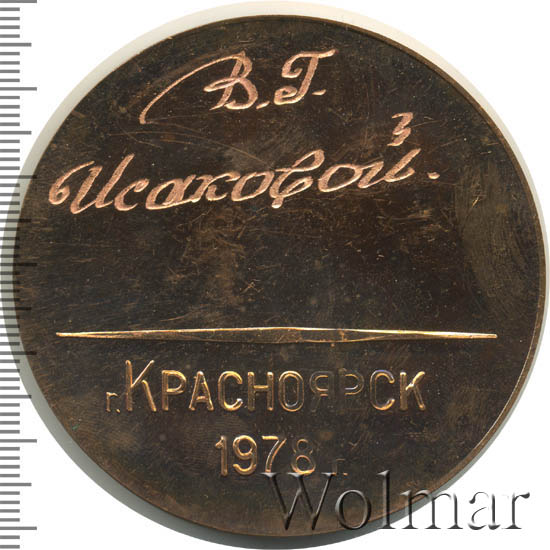 В.Г.
Исаковой.
г. КРАСНОЯРСК
1978 г.
Wolmar